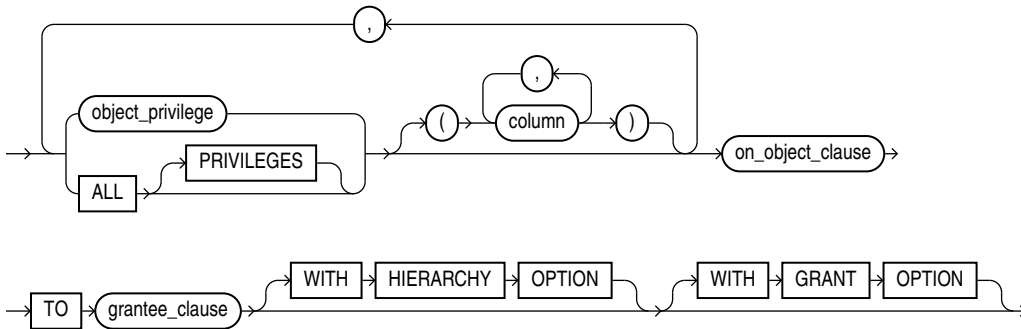 ,
,
object_privilege
( column )
PRIVILEGES
on_object_clause
ALL
WITH HIERARCHY OPTION WITH GRANT OPTION
TO grantee_clause